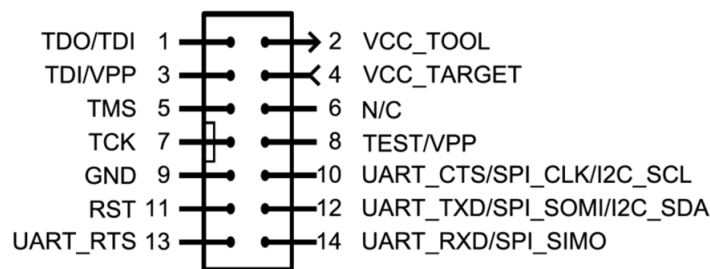 TDO/TDI 1 2 VCC_TOOL
TDI/VPP 3 4 VCC_TARGET
TMS 5 6 N/C
TCK 7 8 TEST/VPP
GND 9 10 UART_CTS/SPI_CLK/I2C_SCL
RST 11 12 UART_TXD/SPI_SOMI/I2C_SDA
UART_RTS 13 14 UART_RXD/SPI_SIMO